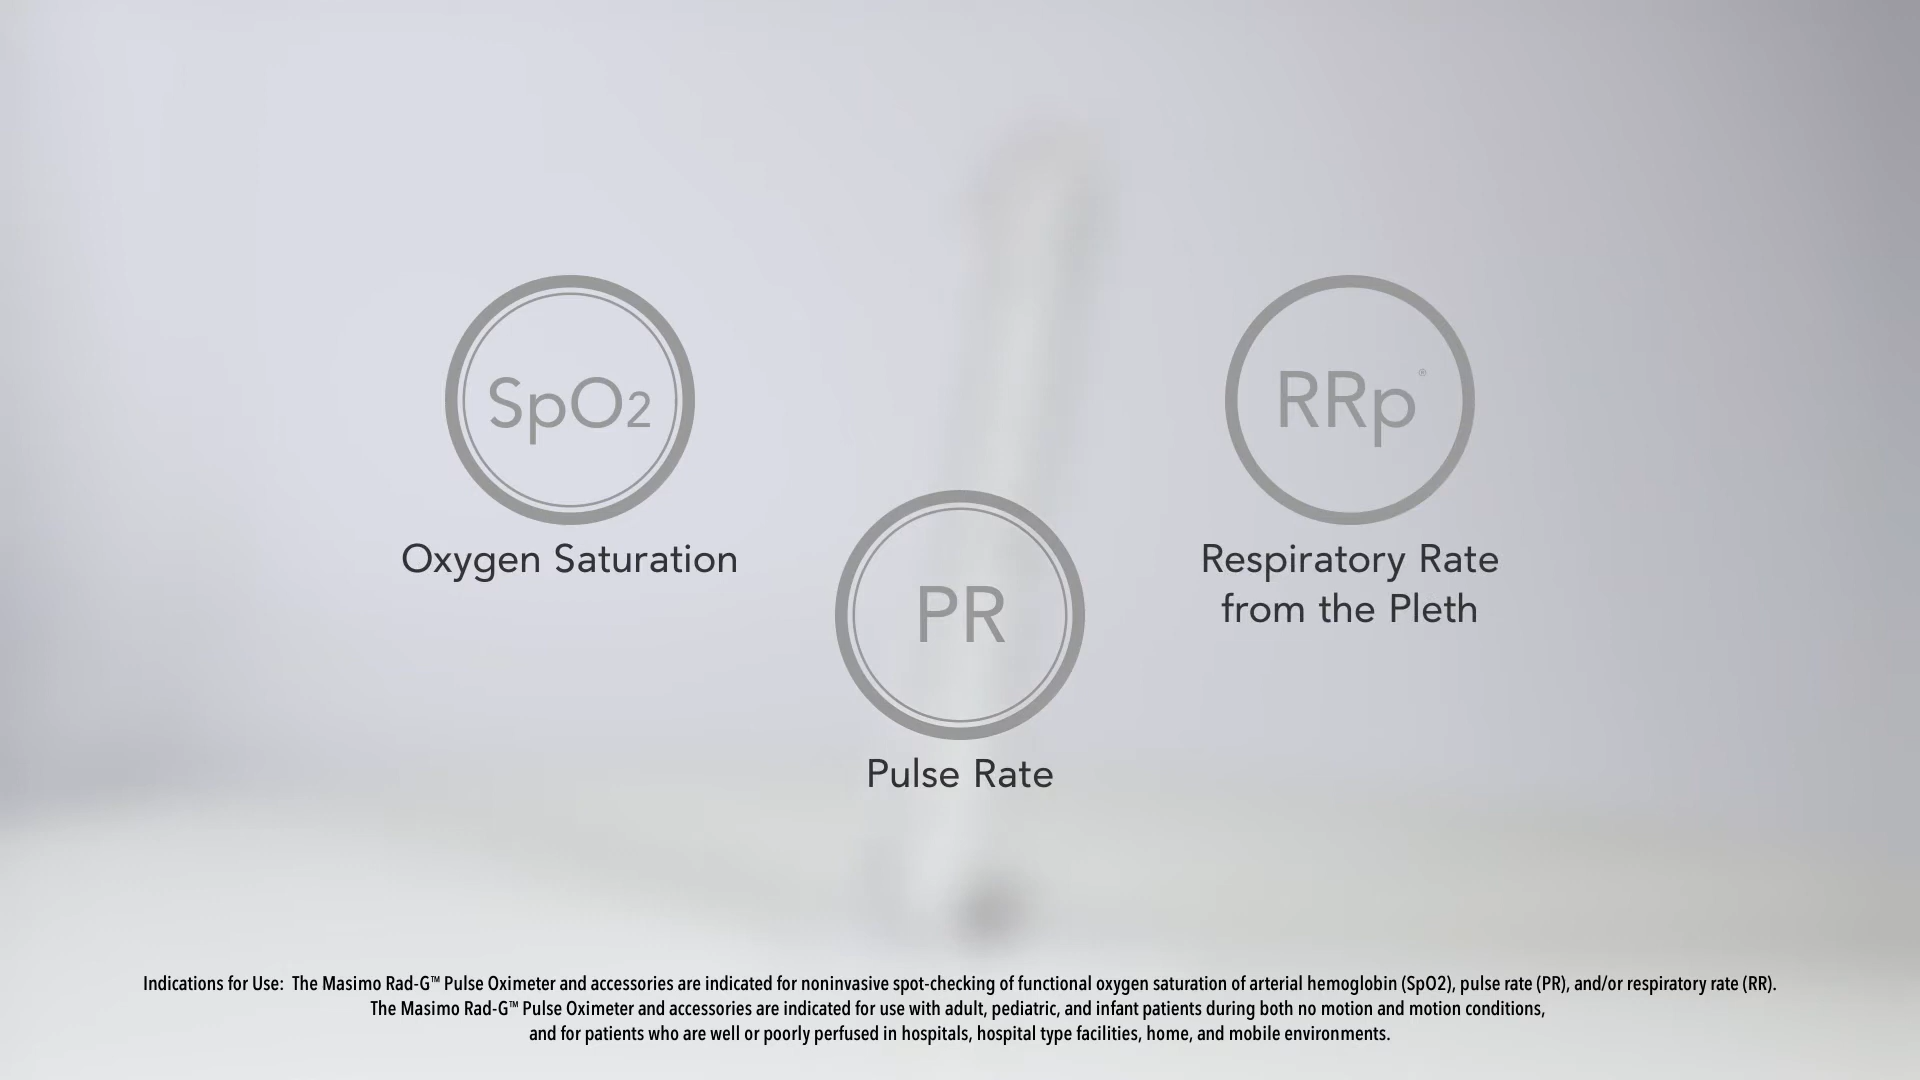 SpO2
Oxygen Saturation
PR
Pulse Rate
RRp®
Respiratory Rate
from the Pleth
Indications for Use:  The Masimo Rad-G™ Pulse Oximeter and accessories are indicated for noninvasive spot-checking of functional oxygen saturation of arterial hemoglobin (SpO2), pulse rate (PR), and/or respiratory rate (RR).
The Masimo Rad-G™ Pulse Oximeter and accessories are indicated for use with adult, pediatric, and infant patients during both no motion and motion conditions,
and for patients who are well or poorly perfused in hospitals, hospital type facilities, home, and mobile environments.